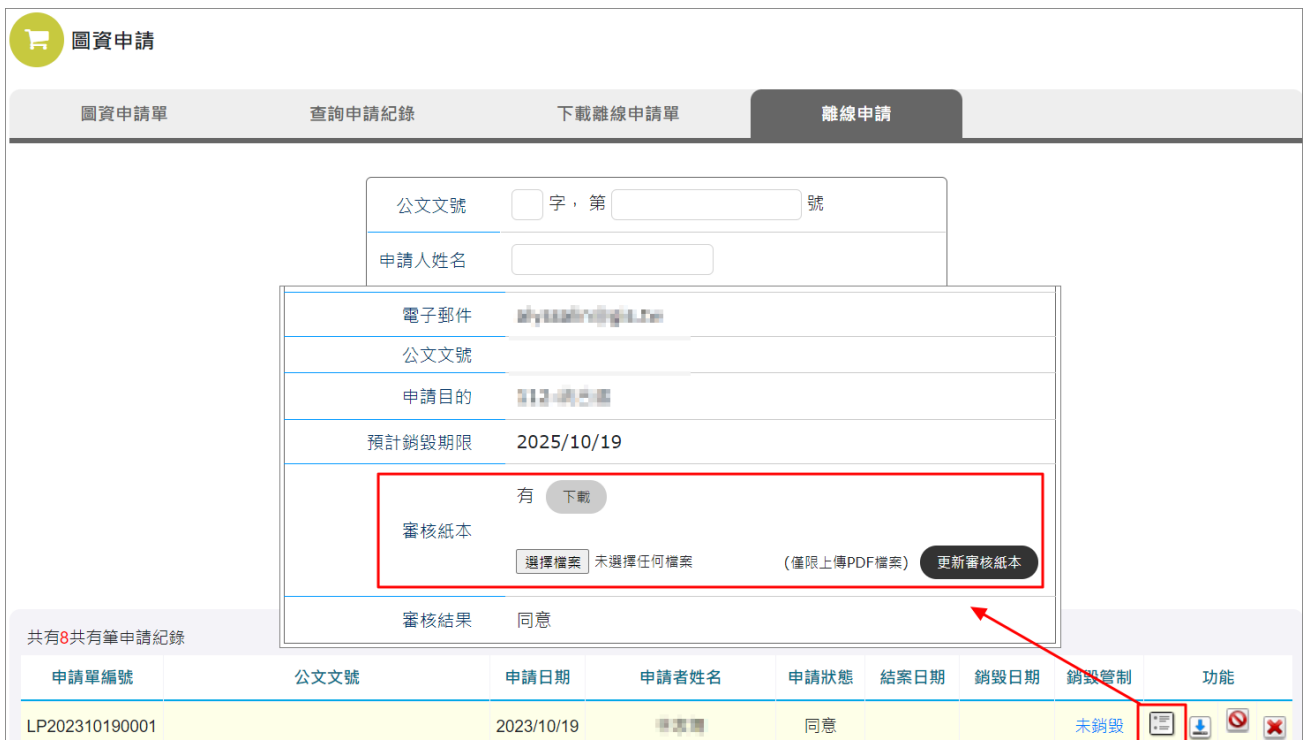 圖資申請
圖資申請單 查詢申請紀錄 下載離線申請單 離線申請
公文文號 字，第 號
申請人姓名
電子郵件
公文文號
申請目的
預計銷毀期限 2025/10/19
有 下載
審核紙本
選擇檔案 未選擇任何檔案 (僅限上傳PDF檔案) 更新審核紙本
審核結果 同意
共有8共有筆申請紀錄
申請單編號 公文文號 申請日期 申請者姓名 申請狀態 結案日期 銷毀日期 銷毀管制 功能
LP202310190001 2023/10/19 同意 未銷毀